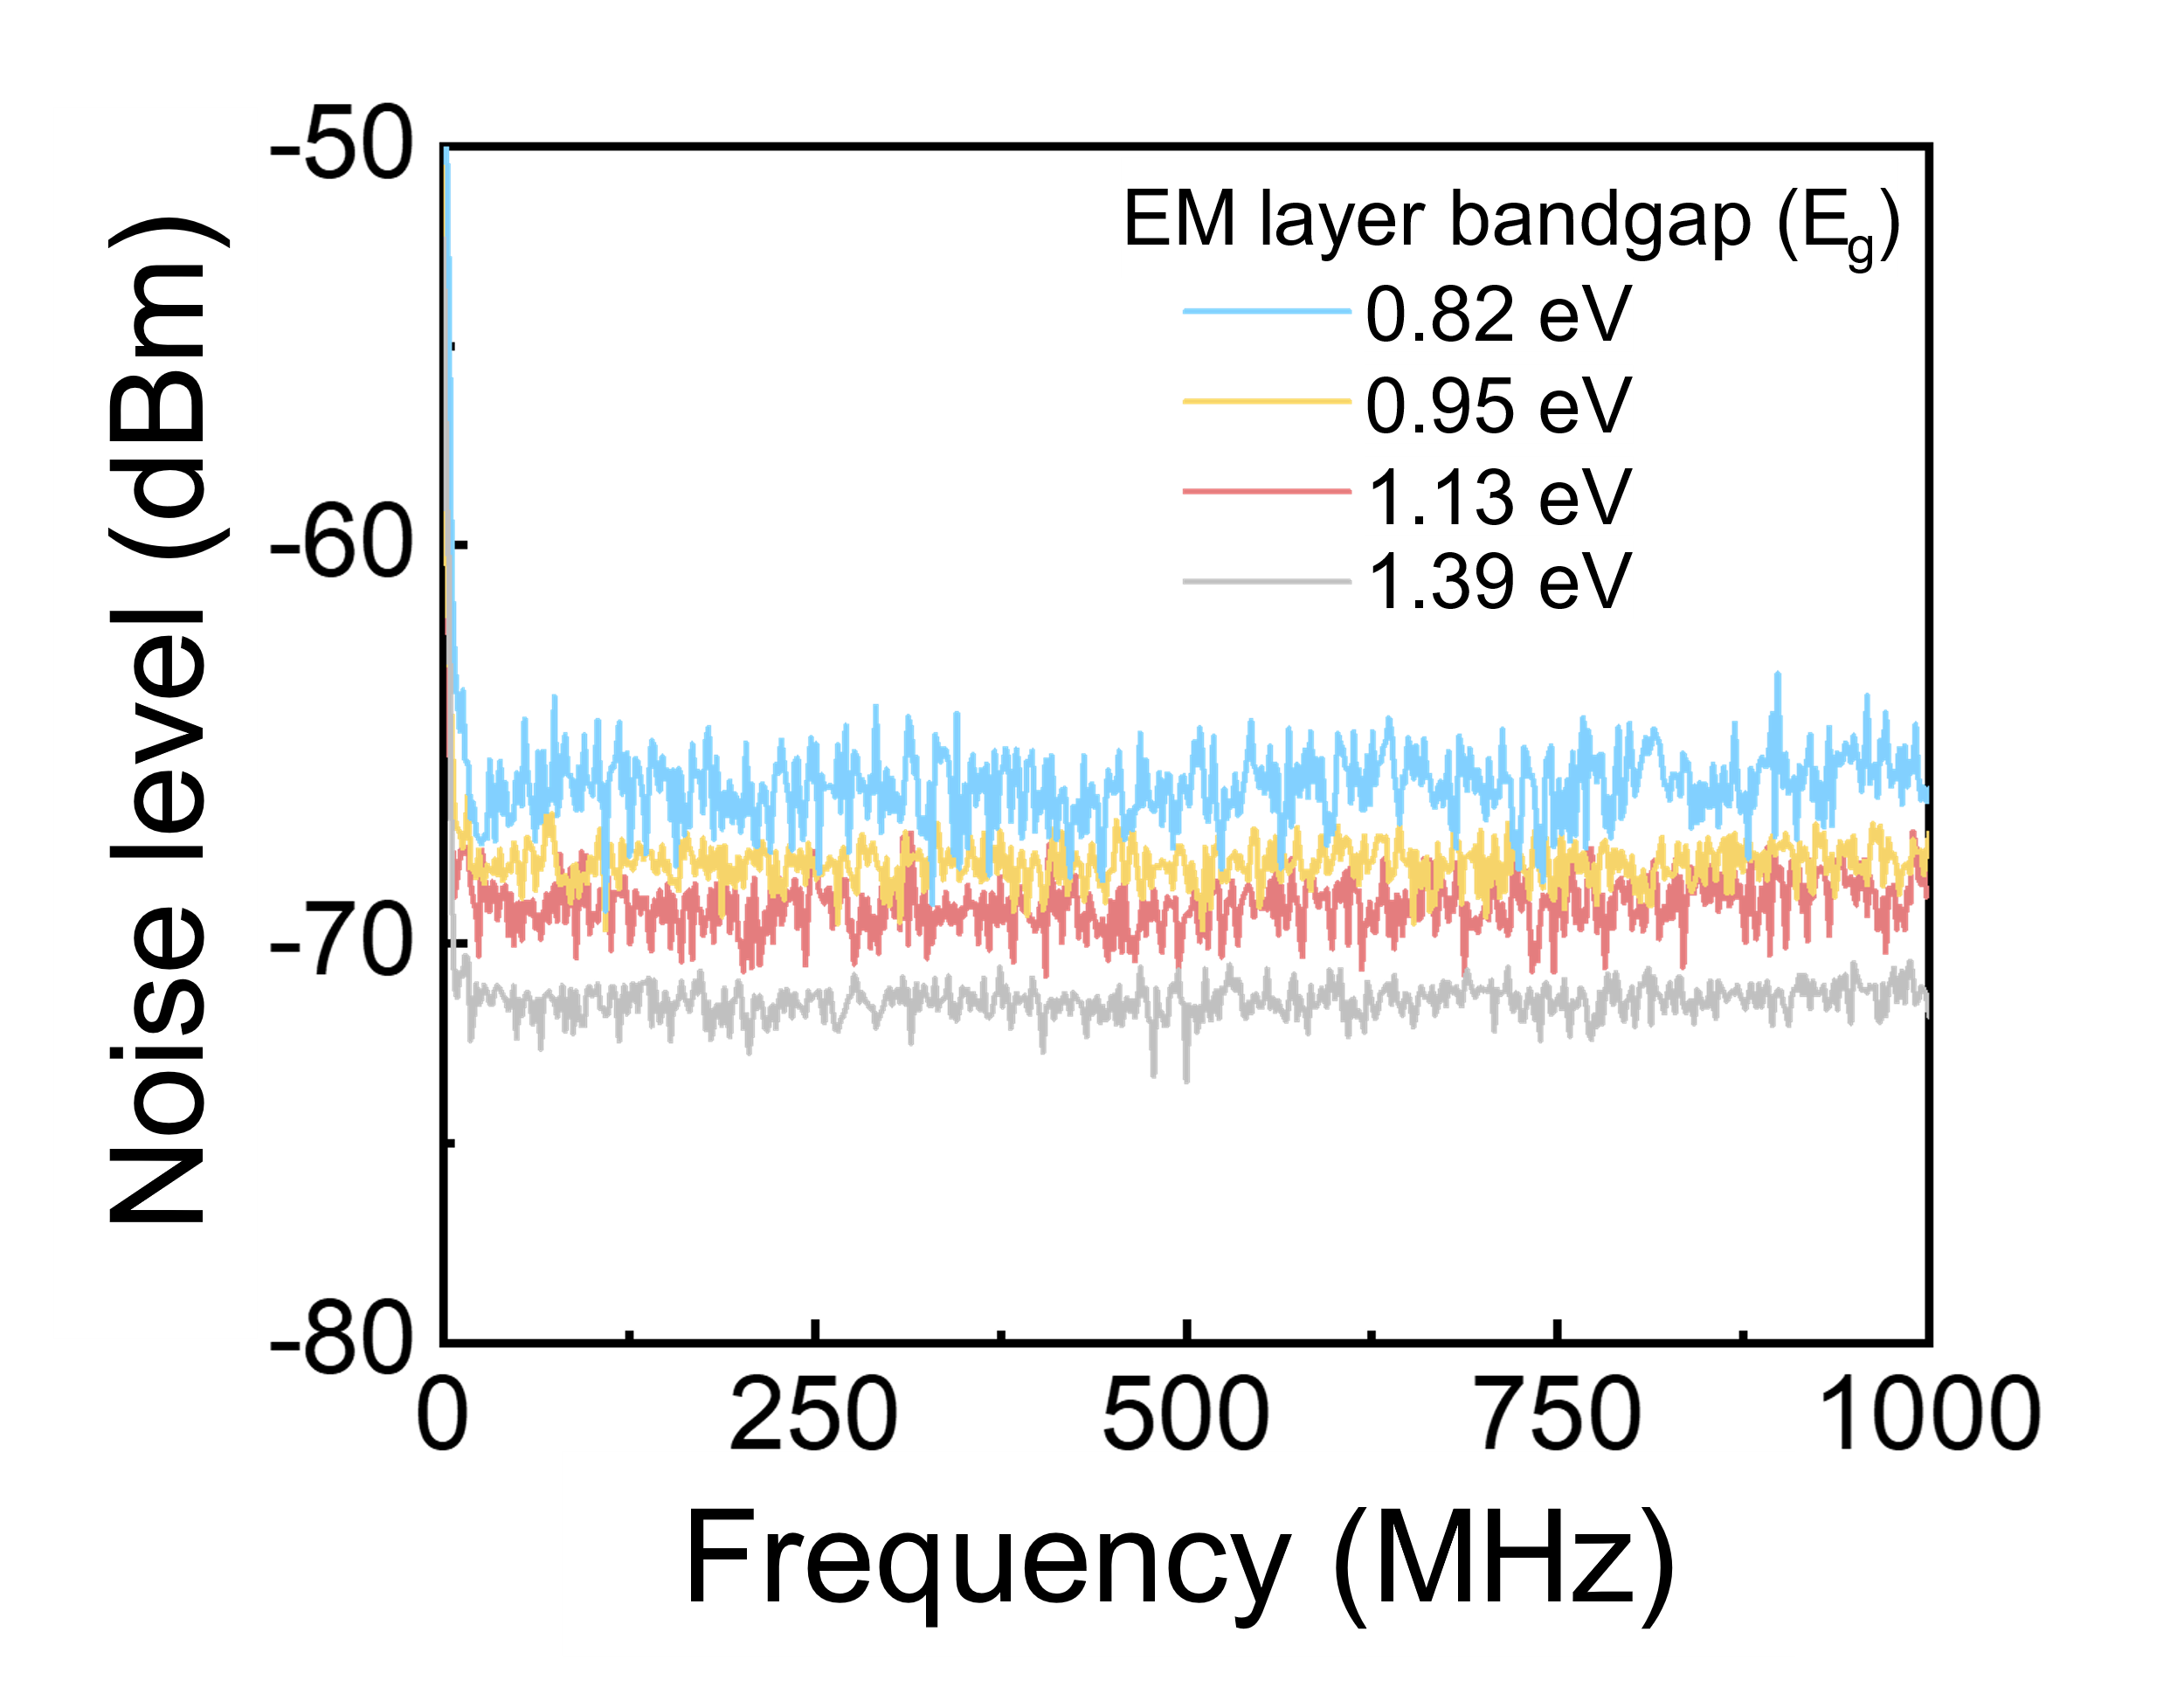 Noise level (dBm)
-50
-60
-70
-80
EM layer bandgap (Eg)
0.82 eV
0.95 eV
1.13 eV
1.39 eV
0 250 500 750 1000
Frequency (MHz)